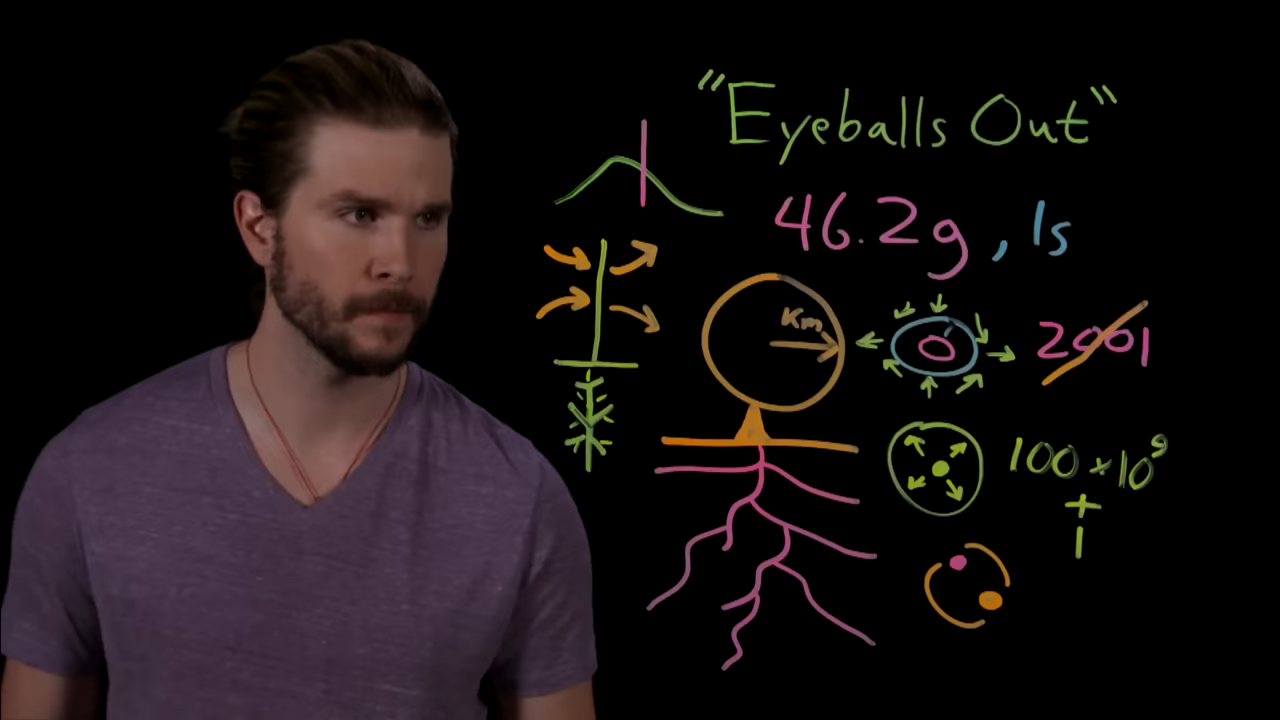 "Eyeballs Out"
46.2g, 1s
Km
2001
100 × 10⁹
+
1